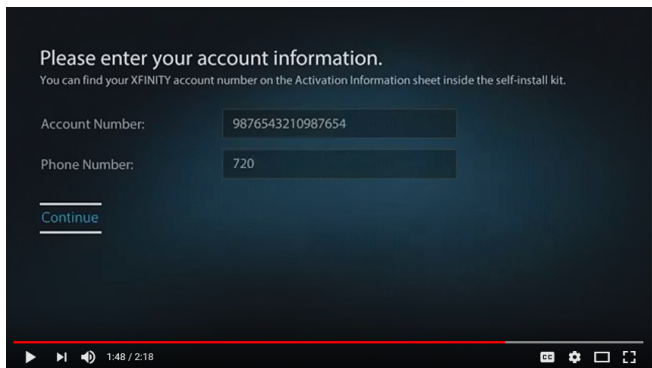 Please enter your account information.
You can find your XFINITY account number on the Activation Information sheet inside the self-install kit.
Account Number: 9876543210987654
Phone Number: 720
Continue
1:48 / 2:18
CC